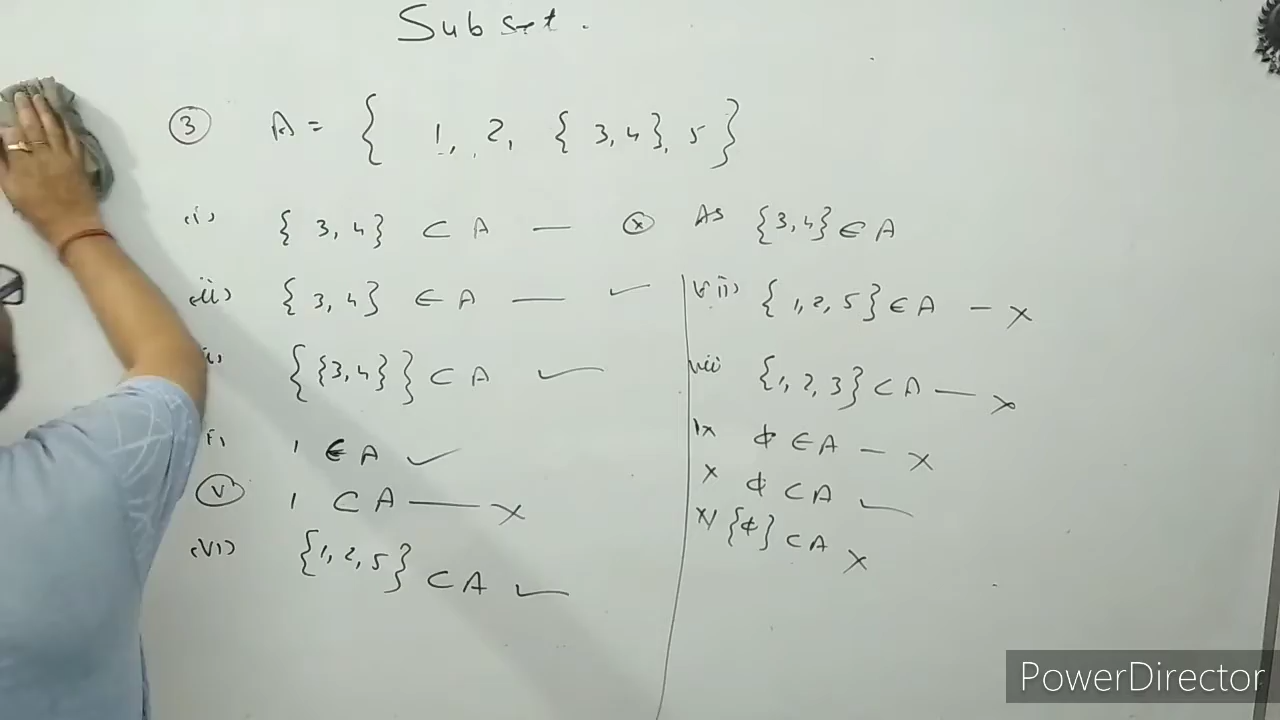 Subset.
③ A = { 1, 2, { 3, 4 }, 5 }
(i) { 3, 4 } ⊂ A — ⓧ As { 3, 4 } ∈ A
(ii) { 3, 4 } ∈ A — ✓
{ { 3, 4 } } ⊂ A ✓
1 ∈ A ✓
ⓥ 1 ⊂ A — x
(vi) { 1, 2, 5 } ⊂ A ✓
vii) { 1, 2, 5 } ∈ A — x
viii { 1, 2, 3 } ⊂ A — x
ix ϕ ∈ A — x
x ϕ ⊂ A ✓
xi { ϕ } ⊂ A x
PowerDirector